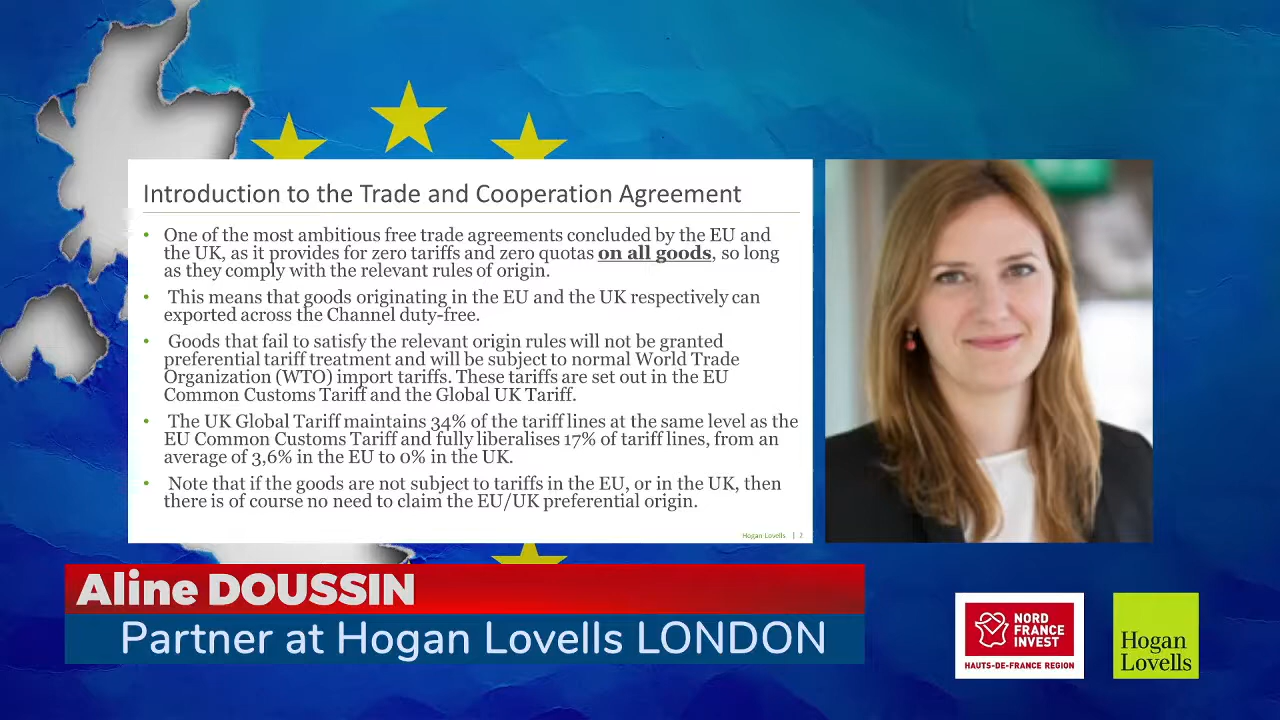 Introduction to the Trade and Cooperation Agreement
• One of the most ambitious free trade agreements concluded by the EU and
the UK, as it provides for zero tariffs and zero quotas on all goods, so long
as they comply with the relevant rules of origin.
• This means that goods originating in the EU and the UK respectively can
exported across the Channel duty-free.
• Goods that fail to satisfy the relevant origin rules will not be granted
preferential tariff treatment and will be subject to normal World Trade
Organization (WTO) import tariffs. These tariffs are set out in the EU
Common Customs Tariff and the Global UK Tariff.
• The UK Global Tariff maintains 34% of the tariff lines at the same level as the
EU Common Customs Tariff and fully liberalises 17% of tariff lines, from an
average of 3,6% in the EU to 0% in the UK.
• Note that if the goods are not subject to tariffs in the EU, or in the UK, then
there is of course no need to claim the EU/UK preferential origin.
Hogan Lovells | 2
Aline DOUSSIN
Partner at Hogan Lovells LONDON
NORD
FRANCE
INVEST
HAUTS-DE-FRANCE REGION
Hogan
Lovells